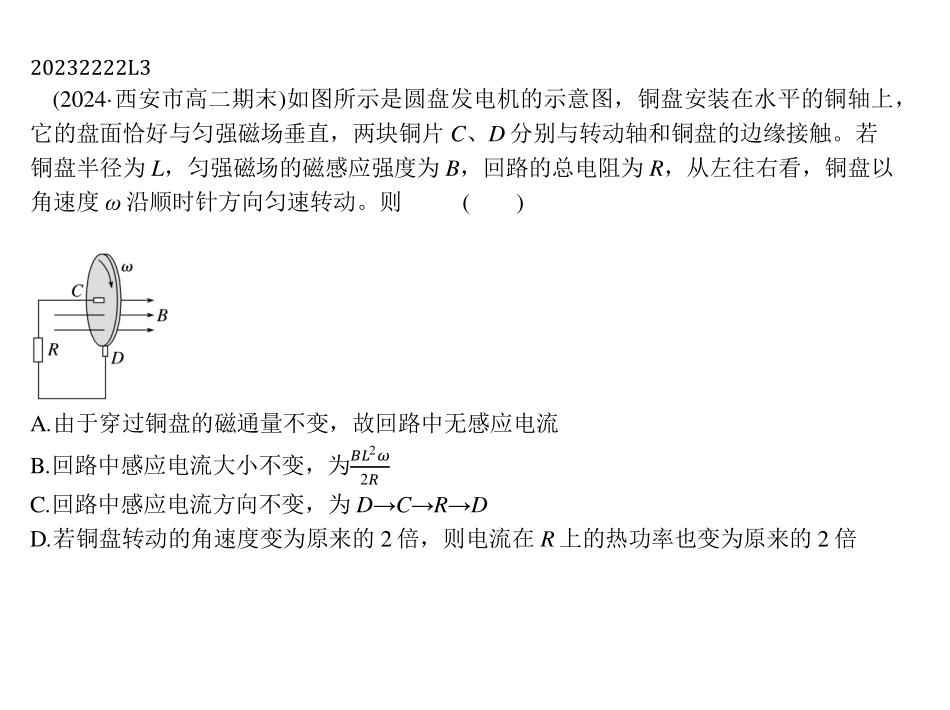 20232222L3
(2024·西安市高二期末)如图所示是圆盘发电机的示意图，铜盘安装在水平的铜轴上，
它的盘面恰好与匀强磁场垂直，两块铜片 C、D 分别与转动轴和铜盘的边缘接触。若
铜盘半径为 L，匀强磁场的磁感应强度为 B，回路的总电阻为 R，从左往右看，铜盘以
角速度 ω 沿顺时针方向匀速转动。则 ( )
ω
C
B
R
D
A.由于穿过铜盘的磁通量不变，故回路中无感应电流
B.回路中感应电流大小不变，为\frac{BL^2ω}{2R}
C.回路中感应电流方向不变，为 D→C→R→D
D.若铜盘转动的角速度变为原来的 2 倍，则电流在 R 上的热功率也变为原来的 2 倍